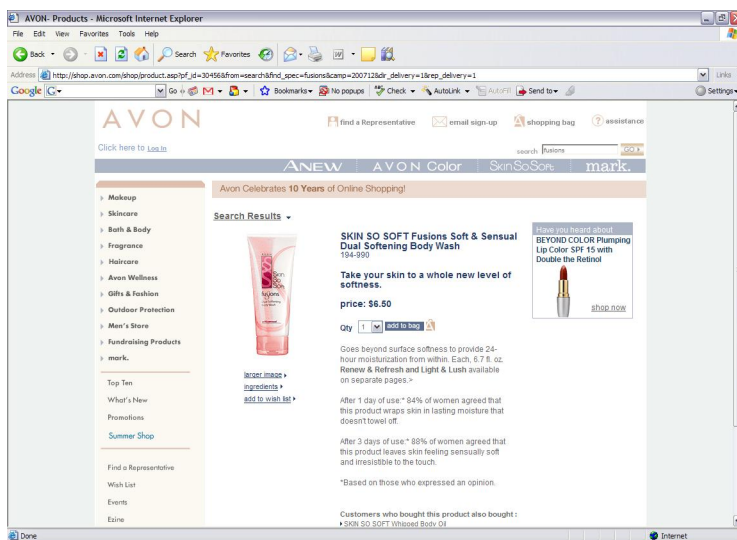 AVON- Products - Microsoft Internet Explorer
File Edit View Favorites Tools Help
Back Search Favorites
Address http://shop.avon.com/shop/product.asp?pf_id=30456&from=search&find_spec=fusions&camp=200712&dir_delivery=1&rep_delivery=1 Links
Google G Go Bookmarks No popups Check AutoLink AutoFill Send to Settings
AVON
find a Representative email sign-up shopping bag ? assistance
Click here to Log In
search fusions GO
ANEW AVON Color SKIN SO SOFT mark.
Avon Celebrates 10 Years of Online Shopping!
Makeup
Skincare
Bath & Body
Fragrance
Haircare
Avon Wellness
Gifts & Fashion
Outdoor Protection
Men's Store
Fundraising Products
mark.
Top Ten
What's New
Promotions
Summer Shop
Find a Representative
Wish List
Events
Ezine
Search Results
Skin
So
Soft
fusions
larger image
ingredients
add to wish list
SKIN SO SOFT Fusions Soft & Sensual
Dual Softening Body Wash
194-990
Take your skin to a whole new level of
softness.
price: $6.50
Qty 1 add to bag
Goes beyond surface softness to provide 24-
hour moisturization from within. Each, 6.7 fl. oz.
Renew & Refresh and Light & Lush available
on separate pages.>
After 1 day of use:* 84% of women agreed that
this product wraps skin in lasting moisture that
doesn't towel off.
After 3 days of use:* 88% of women agreed that
this product leaves skin feeling sensually soft
and irresistible to the touch.
*Based on those who expressed an opinion.
Customers who bought this product also bought :
SKIN SO SOFT Whipped Body Oil
Have you heard about
BEYOND COLOR Plumping
Lip Color SPF 15 with
Double the Retinol
shop now
Done Internet